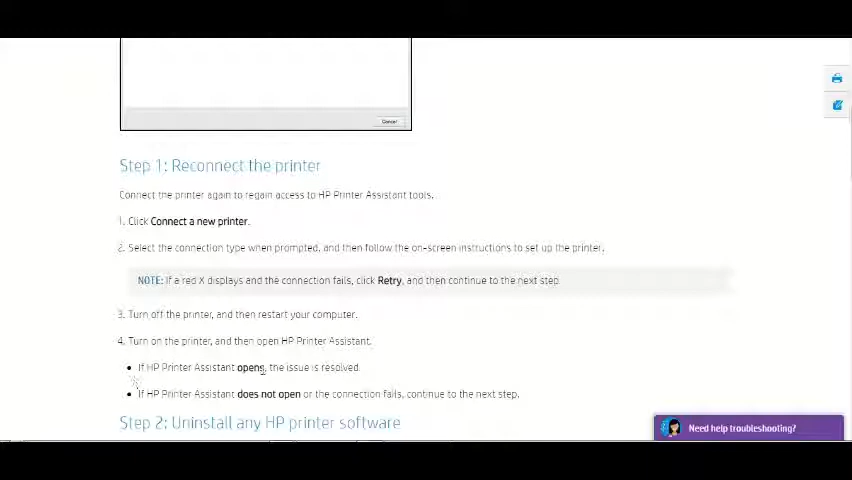 Cancel
Step 1: Reconnect the printer
Connect the printer again to regain access to HP Printer Assistant tools.
1. Click Connect a new printer.
2. Select the connection type when prompted, and then follow the on-screen instructions to set up the printer.
NOTE: If a red X displays and the connection fails, click Retry, and then continue to the next step.
3. Turn off the printer, and then restart your computer.
4. Turn on the printer, and then open HP Printer Assistant.
If HP Printer Assistant opens, the issue is resolved.
If HP Printer Assistant does not open or the connection fails, continue to the next step.
Step 2: Uninstall any HP printer software
Need help troubleshooting?